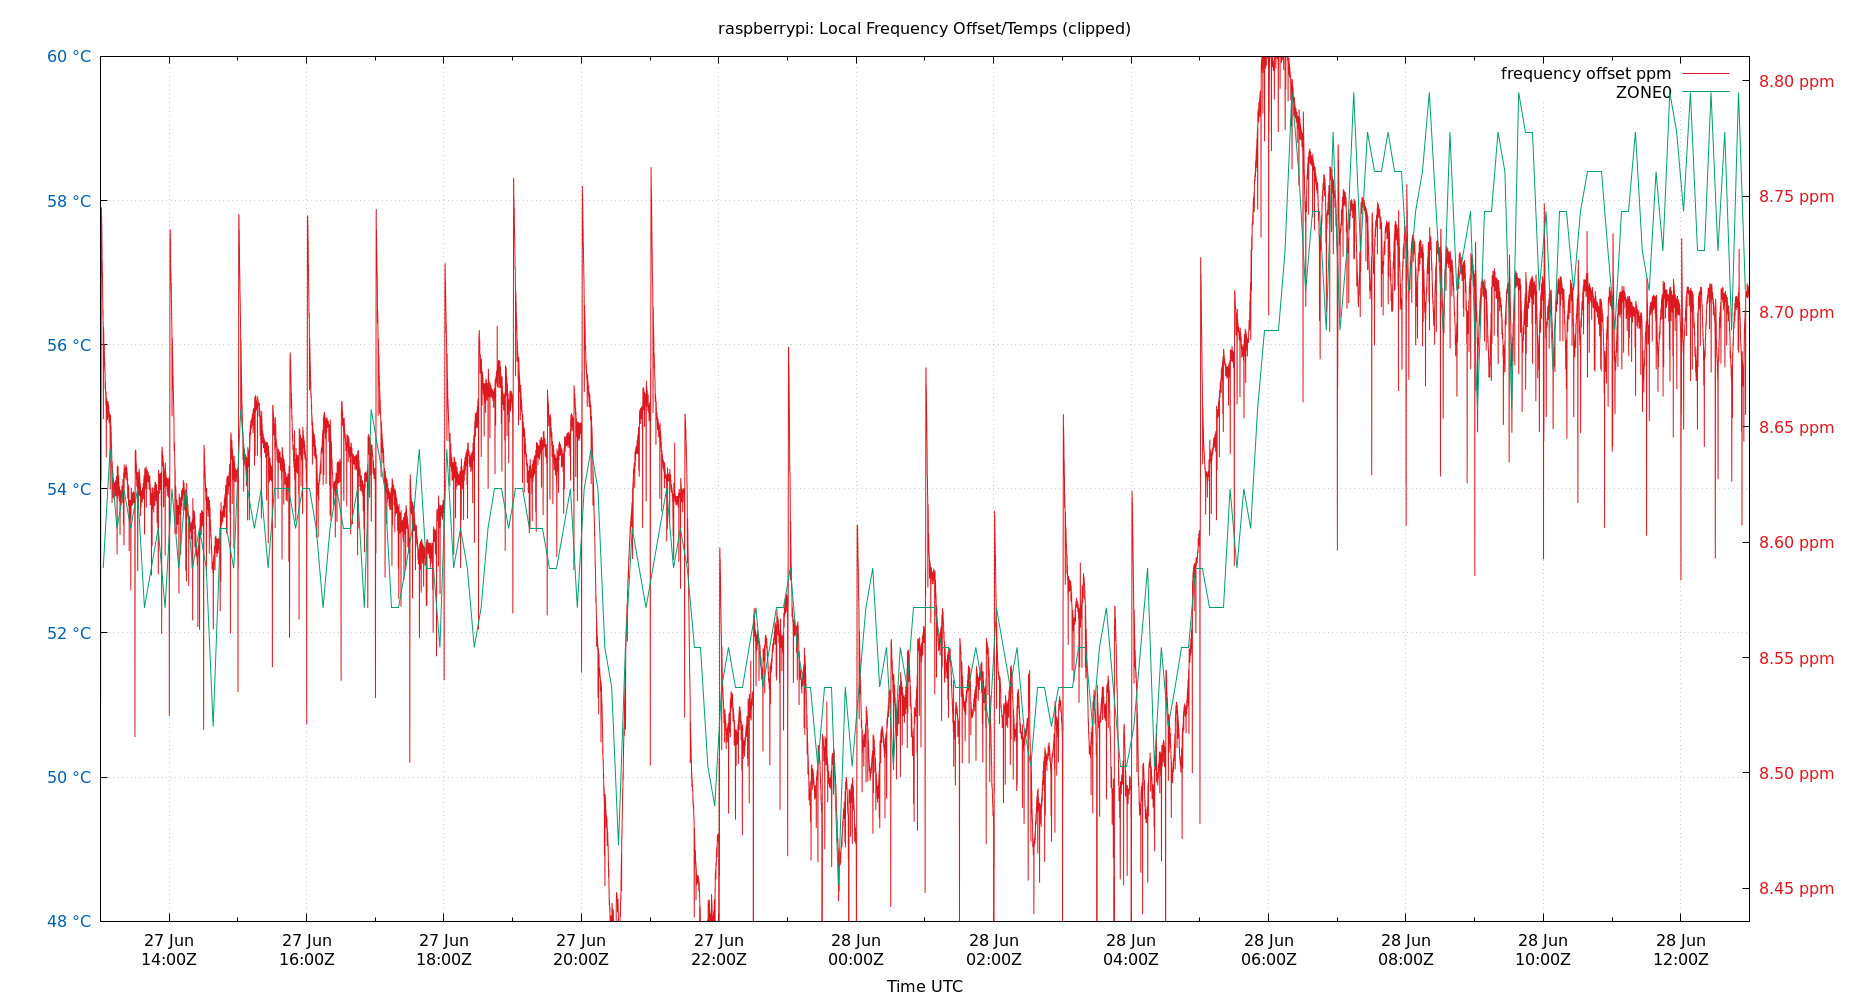 raspberrypi: Local Frequency Offset/Temps (clipped)
60 °C
58 °C
56 °C
54 °C
52 °C
50 °C
48 °C
frequency offset ppm
ZONE0
8.80 ppm
8.75 ppm
8.70 ppm
8.65 ppm
8.60 ppm
8.55 ppm
8.50 ppm
8.45 ppm
27 Jun
14:00Z
27 Jun
16:00Z
27 Jun
18:00Z
27 Jun
20:00Z
27 Jun
22:00Z
28 Jun
00:00Z
28 Jun
02:00Z
28 Jun
04:00Z
28 Jun
06:00Z
28 Jun
08:00Z
28 Jun
10:00Z
28 Jun
12:00Z
Time UTC